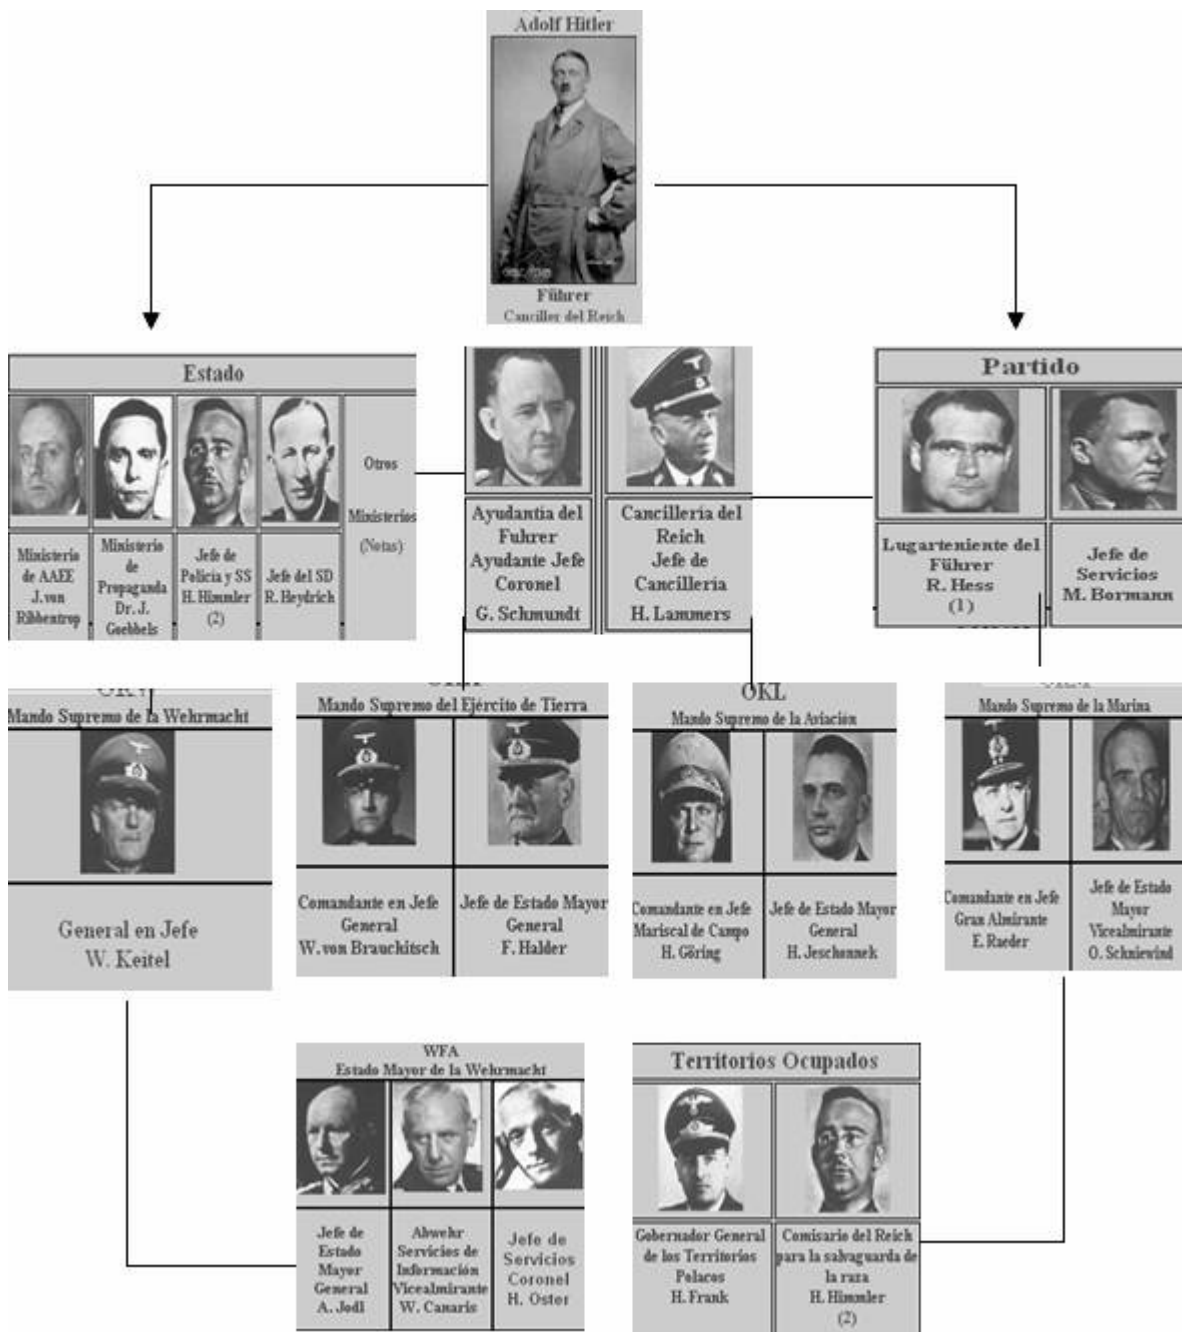 Adolf Hitler
Führer
Canciller del Reich
Estado
Otros
Ministerios
(Notas)
Ministerio
de AAEE
J. von
Ribbentrop
Ministerio
de
Propaganda
Dr. J.
Goebbels
Jefe de
Policia y SS
H. Himmler
(2)
Jefe del SD
R. Heydrich
Ayudantia del
Fuhrer
Ayudante Jefe
Coronel
G. Schmundt
Cancillería del
Reich
Jefe de
Cancillería
H. Lammers
Partido
Lugarteniente del
Führer
R. Hess
(1)
Jefe de
Servicios
M. Bormann
Mando Supremo de la Wehrmacht
General en Jefe
W. Keitel
Mando Supremo del Ejército de Tierra
Comandante en Jefe
General
W. von Brauchitsch
Jefe de Estado Mayor
General
F. Halder
OKL
Mando Supremo de la Aviación
Comandante en Jefe
Mariscal de Campo
H. Göring
Jefe de Estado Mayor
General
H. Jeschonnek
Mando Supremo de la Marina
Comandante en Jefe
Gran Almirante
E. Raeder
Jefe de Estado
Mayor
Vicealmirante
O. Schniewind
WFA
Estado Mayor de la Wehrmacht
Jefe de
Estado
Mayor
General
A. Jodl
Abwehr
Servicios de
Información
Vicealmirante
W. Canaris
Jefe de
Servicios
Coronel
H. Oster
Territorios Ocupados
Gobernador General
de los Territorios
Polacos
H. Frank
Comisario del Reich
para la salvaguarda de
la raza
H. Himmler
(2)